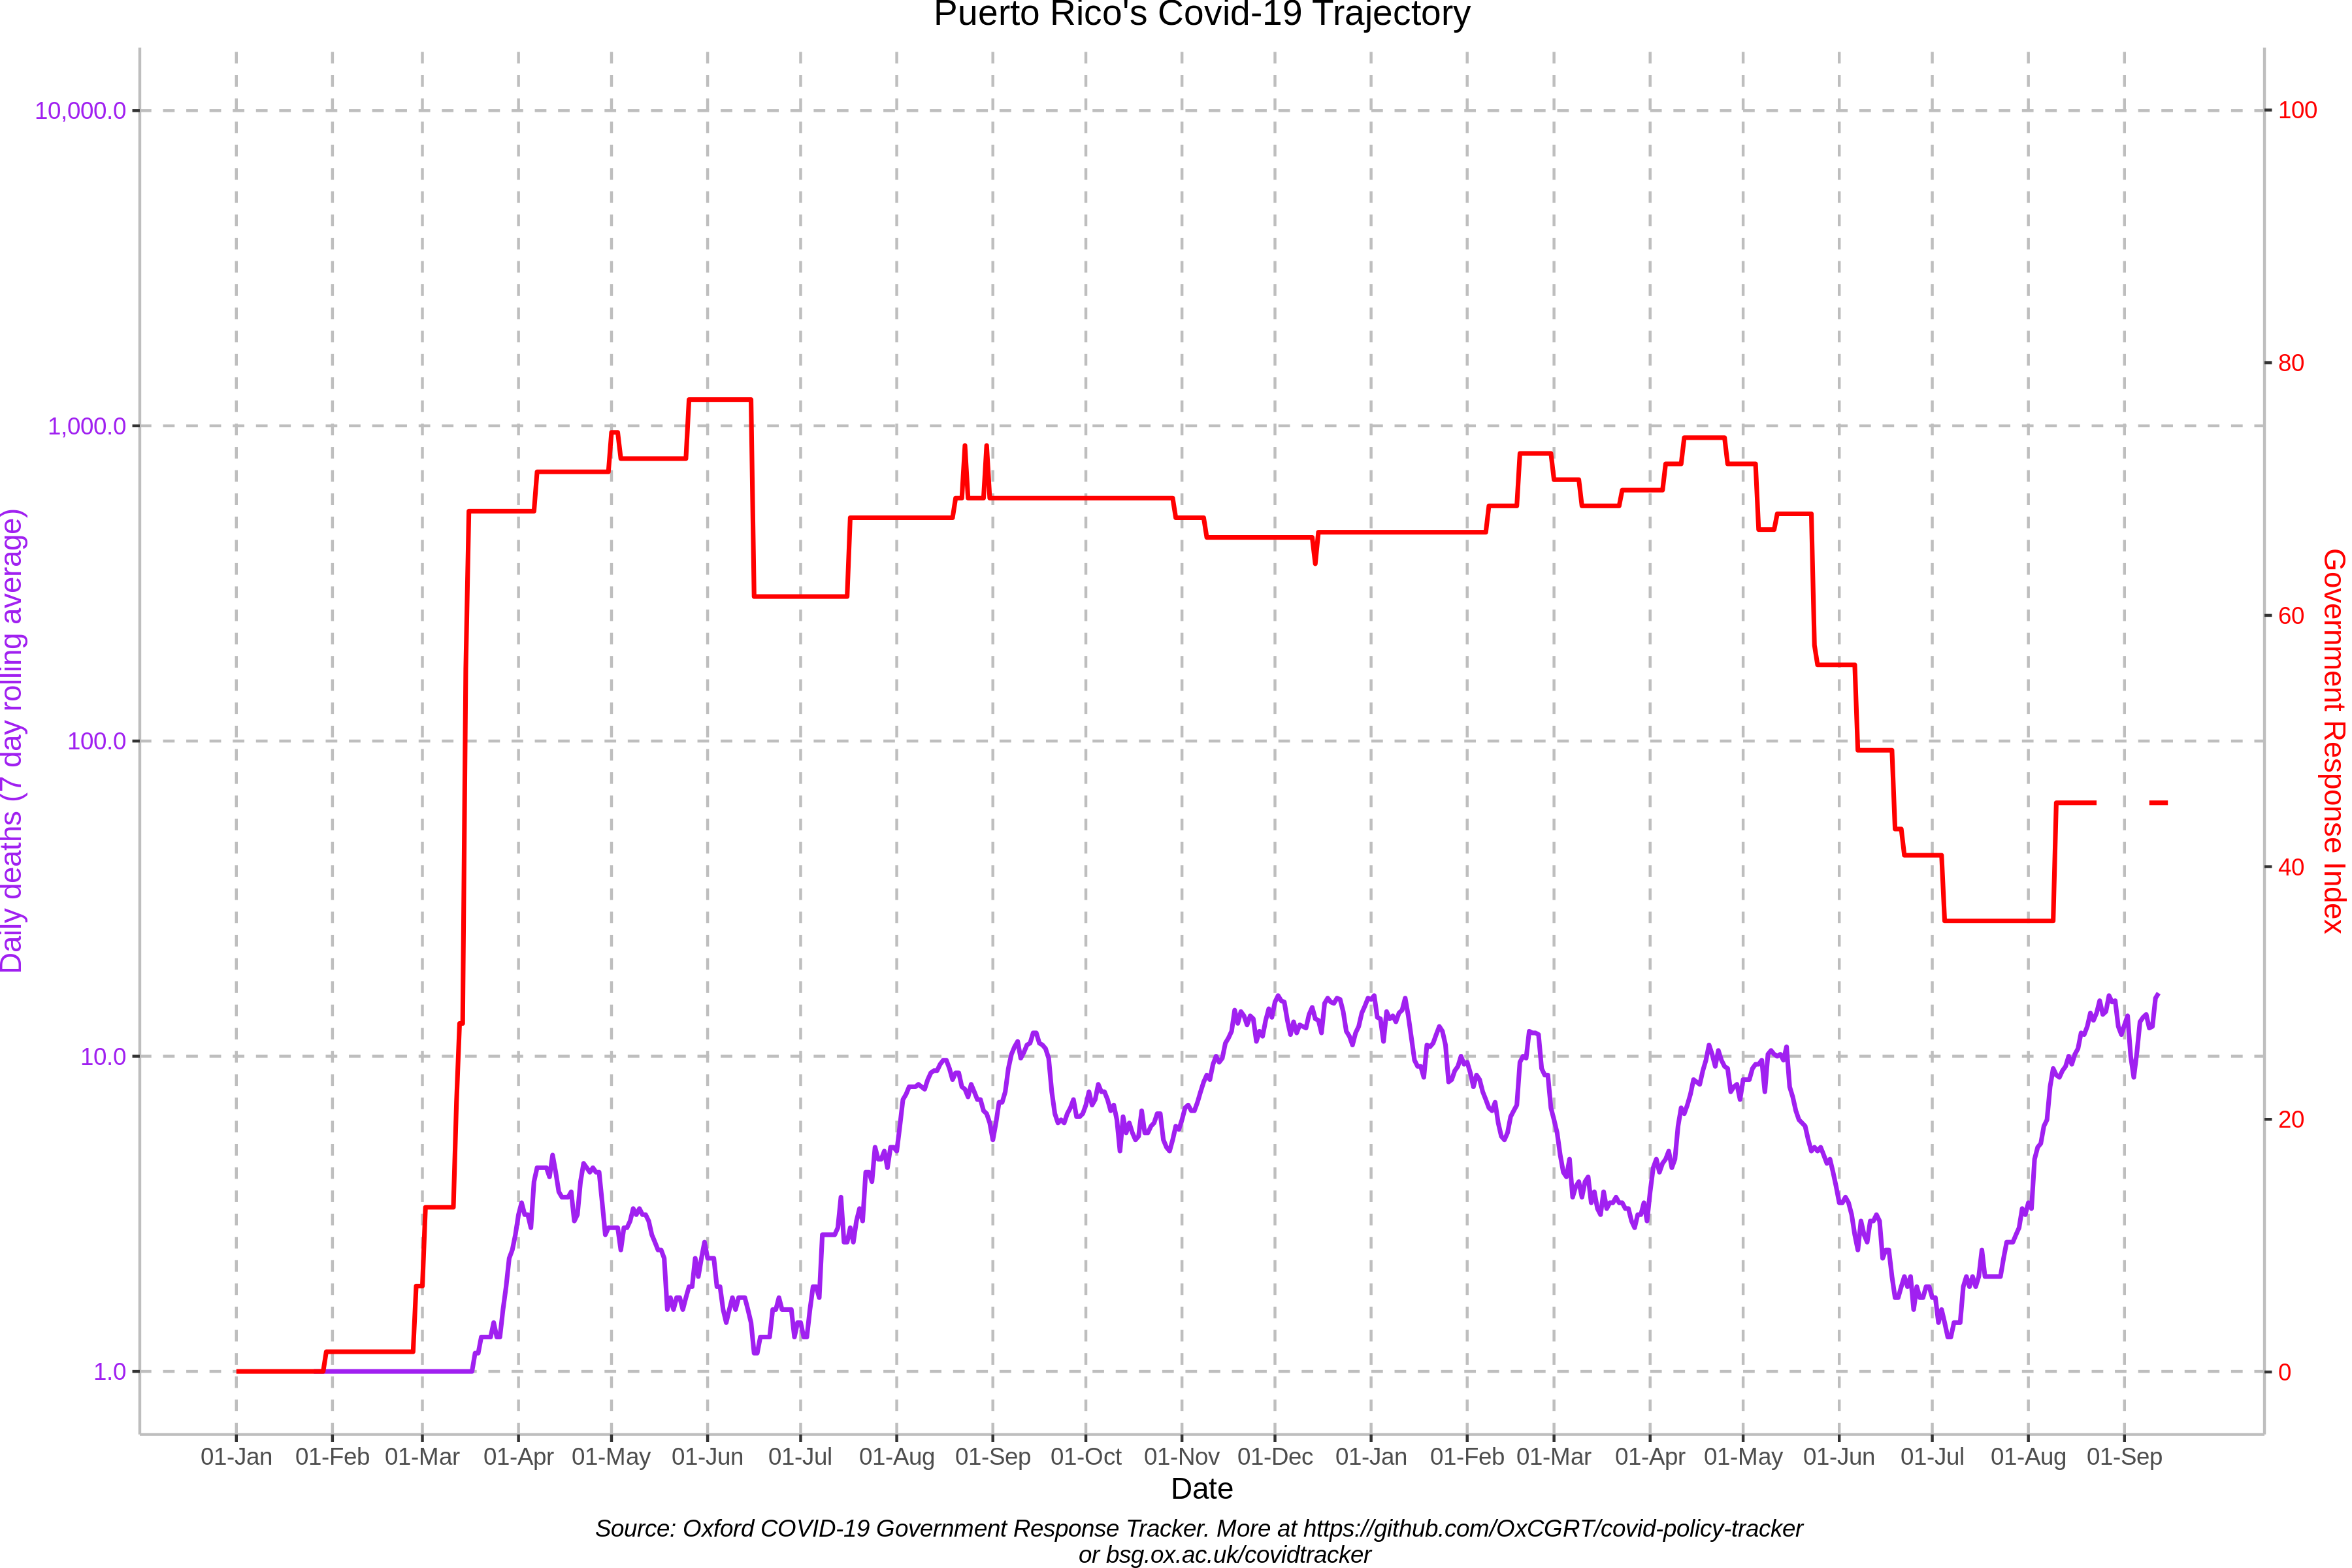 Puerto Rico's Covid-19 Trajectory
Daily deaths (7 day rolling average)
10,000.0
1,000.0
100.0
10.0
1.0
100
80
60
40
20
0
Government Response Index
01-Jan 01-Feb 01-Mar 01-Apr 01-May 01-Jun 01-Jul 01-Aug 01-Sep 01-Oct 01-Nov 01-Dec 01-Jan 01-Feb 01-Mar 01-Apr 01-May 01-Jun 01-Jul 01-Aug 01-Sep
Date
Source: Oxford COVID-19 Government Response Tracker. More at https://github.com/OxCGRT/covid-policy-tracker
or bsg.ox.ac.uk/covidtracker